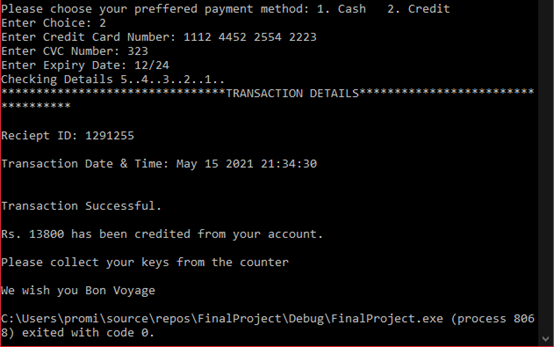 Please choose your preffered payment method: 1. Cash   2. Credit
Enter Choice: 2
Enter Credit Card Number: 1112 4452 2554 2223
Enter CVC Number: 323
Enter Expiry Date: 12/24
Checking Details 5..4..3..2..1..
********************************TRANSACTION DETAILS*************************
**********
Reciept ID: 1291255
Transaction Date & Time: May 15 2021 21:34:30
Transaction Successful.
Rs. 13800 has been credited from your account.
Please collect your keys from the counter
We wish you Bon Voyage
C:\Users\promi\source\repos\FinalProject\Debug\FinalProject.exe (process 806
8) exited with code 0.